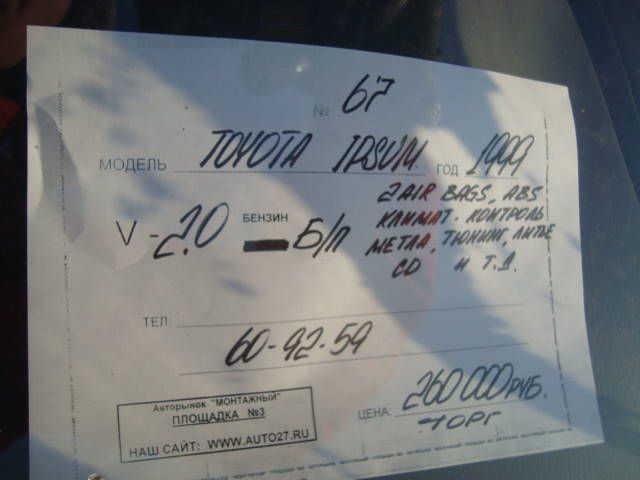 № 67
МОДЕЛЬ TOYOTA IPSUM ГОД 1999
V - 2.0 БЕНЗИН Б/П
2 AIR BAGS, ABS
КЛИМАТ-КОНТРОЛЬ
МЕТЛА, ТЮНИНГ, ЛИТЬЕ
CD И Т.Д.
ТЕЛ:
60-92-59
Авторынок "МОНТАЖНЫЙ"
ПЛОЩАДКА №3
НАШ САЙТ: WWW.AUTO27.RU
ЦЕНА: 260 000 РУБ.
ТОРГ